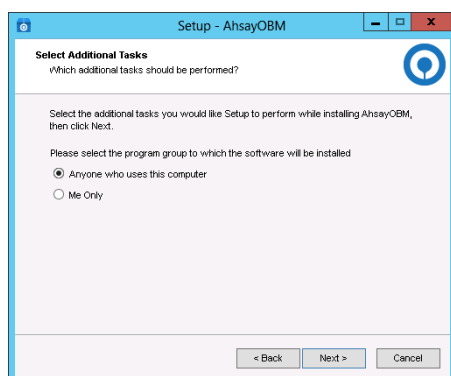 Setup - AhsayOBM
Select Additional Tasks
Which additional tasks should be performed?
Select the additional tasks you would like Setup to perform while installing AhsayOBM,
then click Next.
Please select the program group to which the software will be installed
Anyone who uses this computer
Me Only
< Back
Next >
Cancel